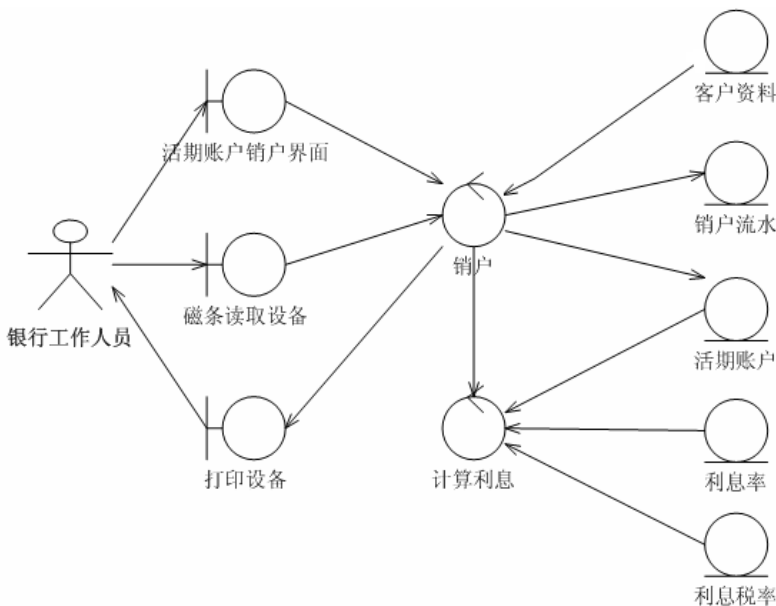 客户资料
活期账户销户界面
销户流水
销户
磁条读取设备
银行工作人员
活期账户
打印设备
计算利息
利息率
利息税率